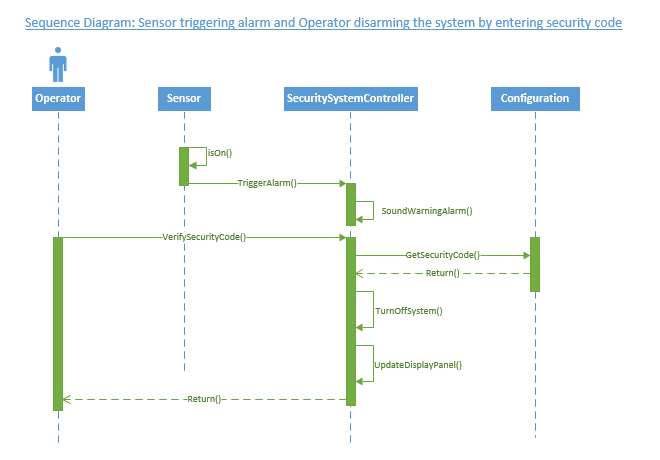 Sequence Diagram: Sensor triggering alarm and Operator disarming the system by entering security code
Operator
Sensor
SecuritySystemController
Configuration
isOn()
TriggerAlarm()
SoundWarningAlarm()
VerifySecurityCode()
GetSecurityCode()
Return()
TurnOffSystem()
UpdateDisplayPanel()
Return()